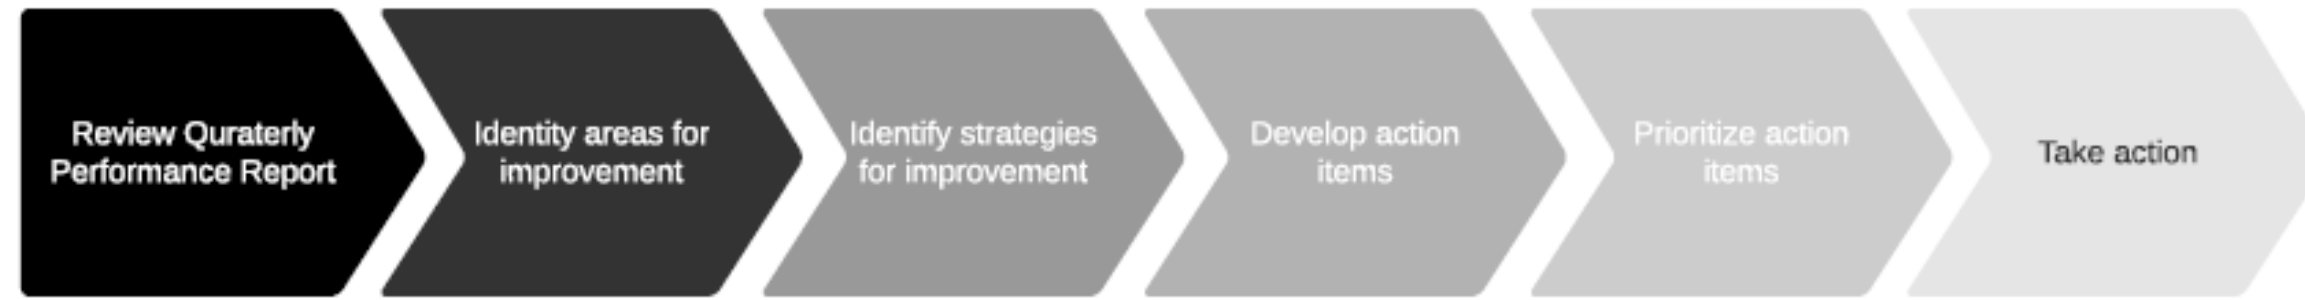 Review Quraterly
Performance Report
Identity areas for
improvement
Identify strategies
for improvement
Develop action
items
Prioritize action
items
Take action